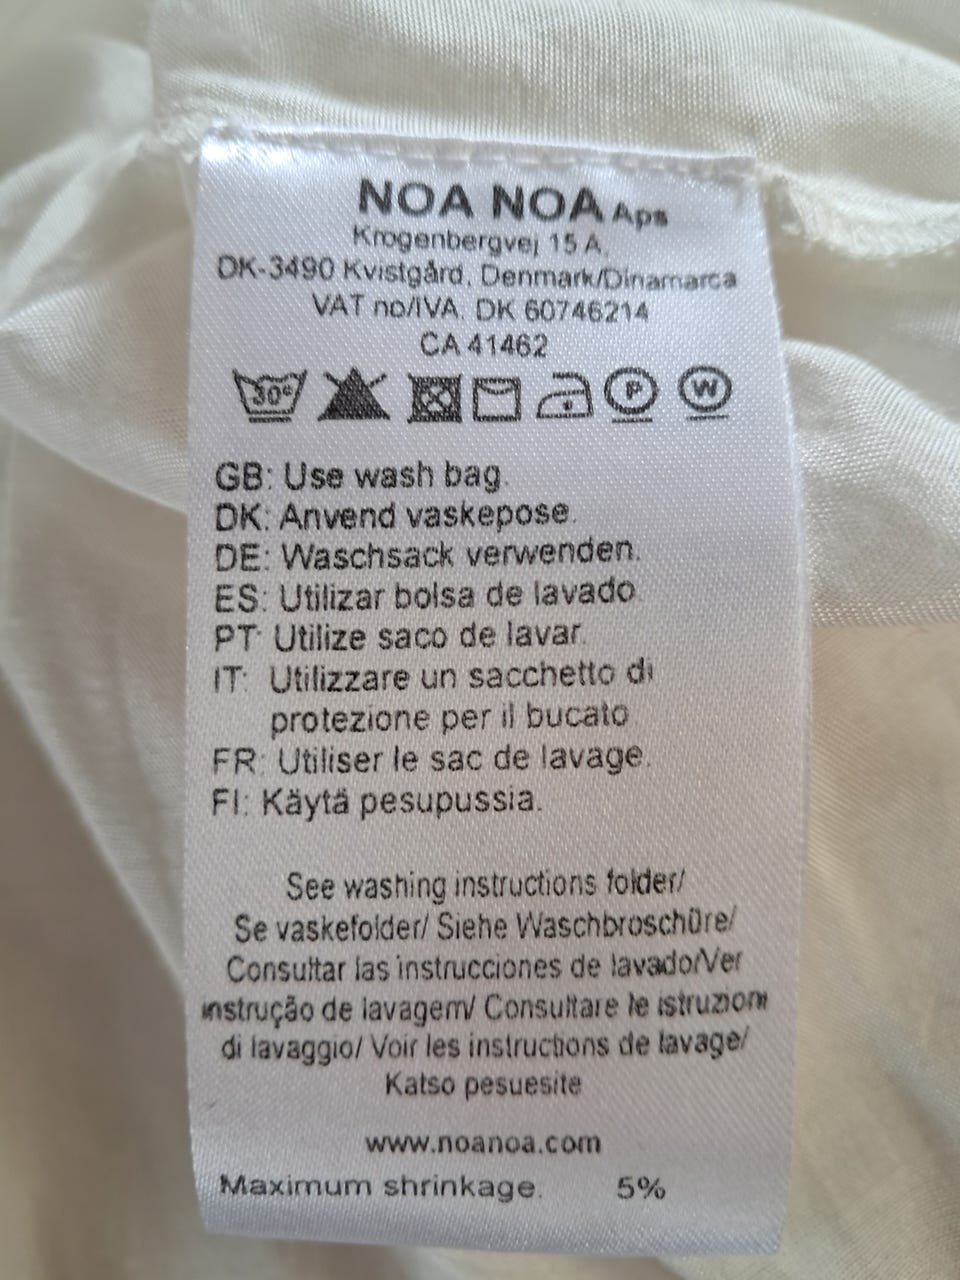 NOA NOA Aps
Krogenbergvej 15 A,
DK-3490 Kvistgård, Denmark/Dinamarca
VAT no/IVA. DK 60746214
CA 41462
30° P W
GB: Use wash bag.
DK: Anvend vaskepose.
DE: Waschsack verwenden.
ES: Utilizar bolsa de lavado
PT: Utilize saco de lavar.
IT: Utilizzare un sacchetto di
protezione per il bucato
FR: Utiliser le sac de lavage.
FI: Käytä pesupussia.
See washing instructions folder/
Se vaskefolder/ Siehe Waschbroschüre/
Consultar las instrucciones de lavado/Ver
instrução de lavagem/ Consultare le istruzioni
di lavaggio/ Voir les instructions de lavage/
Katso pesuesite
www.noanoa.com
Maximum shrinkage. 5%